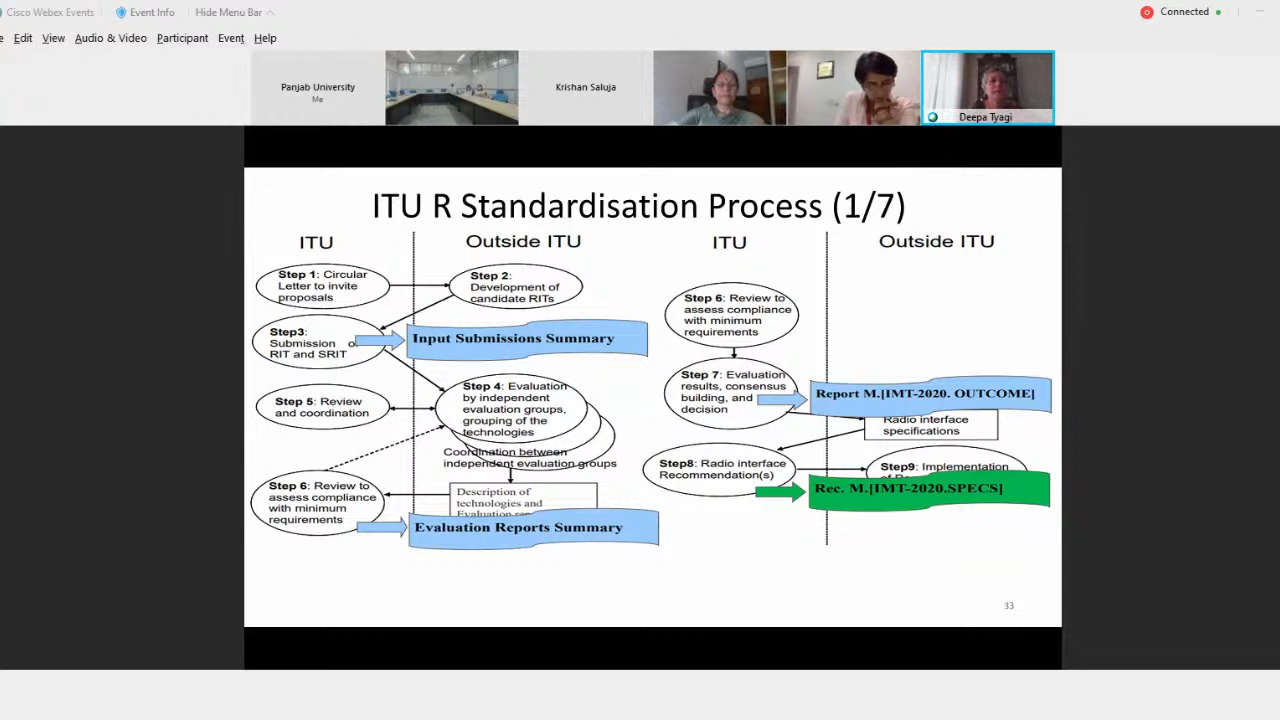 Cisco Webex Events Event Info Hide Menu Bar Connected
e Edit View Audio & Video Participant Event Help
Panjab University
Me
Krishan Saluja
Deepa Tyagi
ITU R Standardisation Process (1/7)
ITU
Outside ITU
Step 1: Circular
Letter to invite
proposals
Step 2:
Development of
candidate RITs
Step3:
Submission of
RIT and SRIT
Input Submissions Summary
Step 4: Evaluation
by independent
evaluation groups,
grouping of the
technologies
Step 5: Review
and coordination
Coordination between
independent evaluation groups
Step 6: Review to
assess compliance
with minimum
requirements
Description of
technologies and
Evaluation
Evaluation Reports Summary
ITU
Outside ITU
Step 6: Review to
assess compliance
with minimum
requirements
Step 7: Evaluation
results, consensus
building, and
decision
Report M.[IMT-2020. OUTCOME]
Radio interface
specifications
Step8: Radio interface
Recommendation(s)
Step9: Implementation
Rec. M.[IMT-2020.SPECS]
33